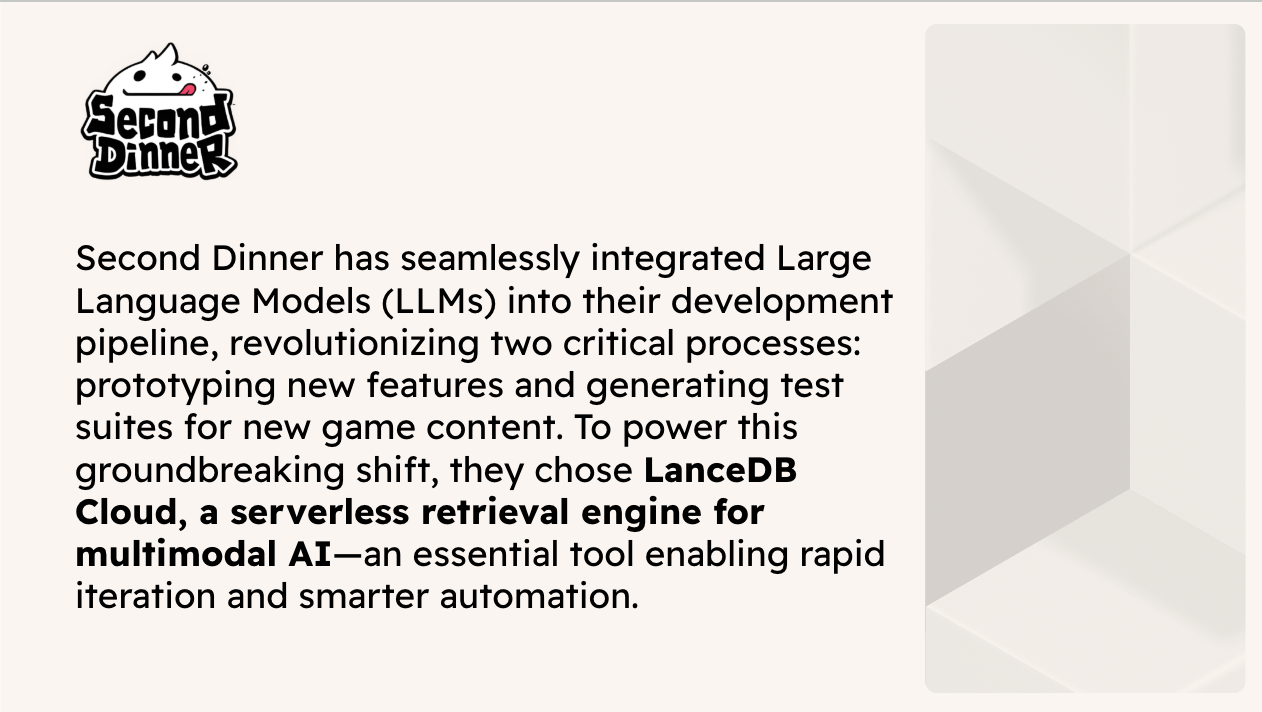 Second
Dinner
Second Dinner has seamlessly integrated Large
Language Models (LLMs) into their development
pipeline, revolutionizing two critical processes:
prototyping new features and generating test
suites for new game content. To power this
groundbreaking shift, they chose LanceDB
Cloud, a serverless retrieval engine for
multimodal AI—an essential tool enabling rapid
iteration and smarter automation.